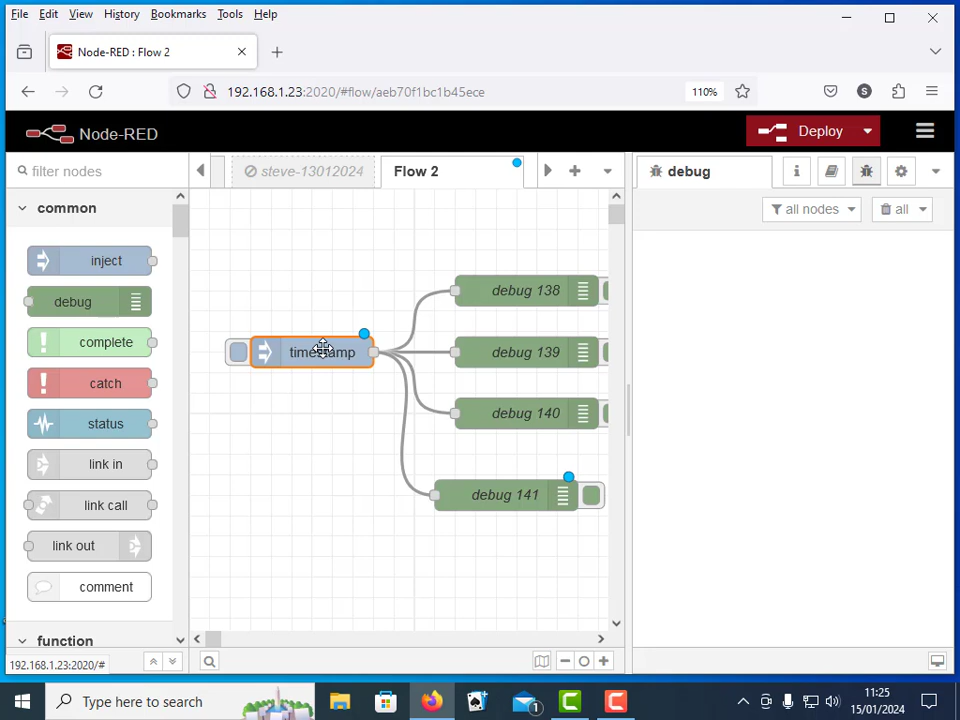 File Edit View History Bookmarks Tools Help
Node-RED : Flow 2
192.168.1.23:2020/#flow/aeb70f1bc1b45ece
110%
S
Node-RED
Deploy
filter nodes
steve-13012024
Flow 2
debug
i
common
all nodes
all
inject
debug
complete
catch
status
link in
link call
link out
comment
function
timestamp
debug 138
debug 139
debug 140
debug 141
192.168.1.23:2020/#
Type here to search
1
11:25
15/01/2024